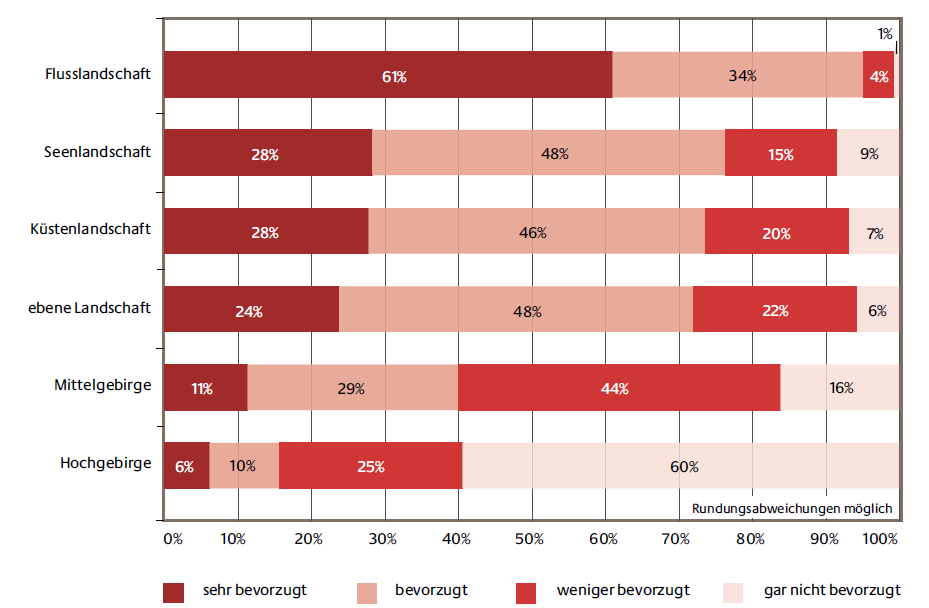 1%
Flusslandschaft 61% 34% 4%
Seenlandschaft 28% 48% 15% 9%
Küstenlandschaft 28% 46% 20% 7%
ebene Landschaft 24% 48% 22% 6%
Mittelgebirge 11% 29% 44% 16%
Hochgebirge 6% 10% 25% 60%
Rundungsabweichungen möglich
0% 10% 20% 30% 40% 50% 60% 70% 80% 90% 100%
sehr bevorzugt bevorzugt weniger bevorzugt gar nicht bevorzugt